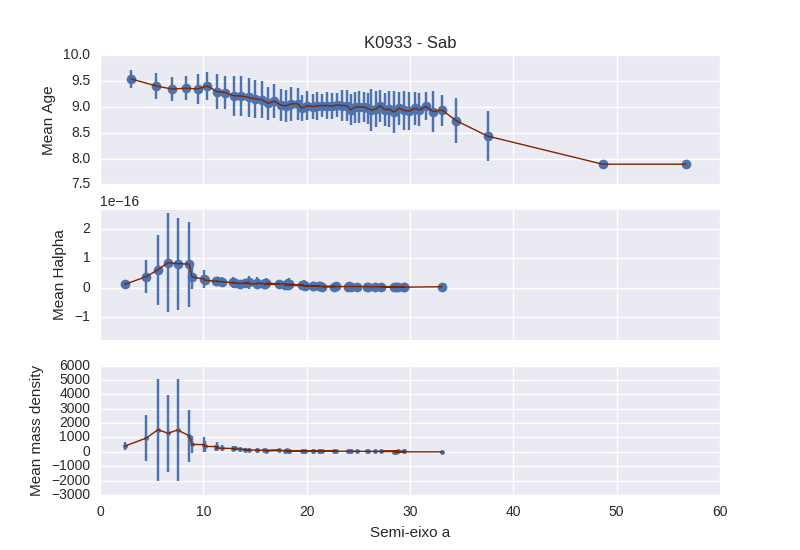 K0933 - Sab
10.0
9.5
9.0
8.5
8.0
7.5
Mean Age
1e−16
2
1
0
−1
Mean Halpha
6000
5000
4000
3000
2000
1000
0
−1000
−2000
−3000
Mean mass density
0 10 20 30 40 50 60
Semi-eixo a